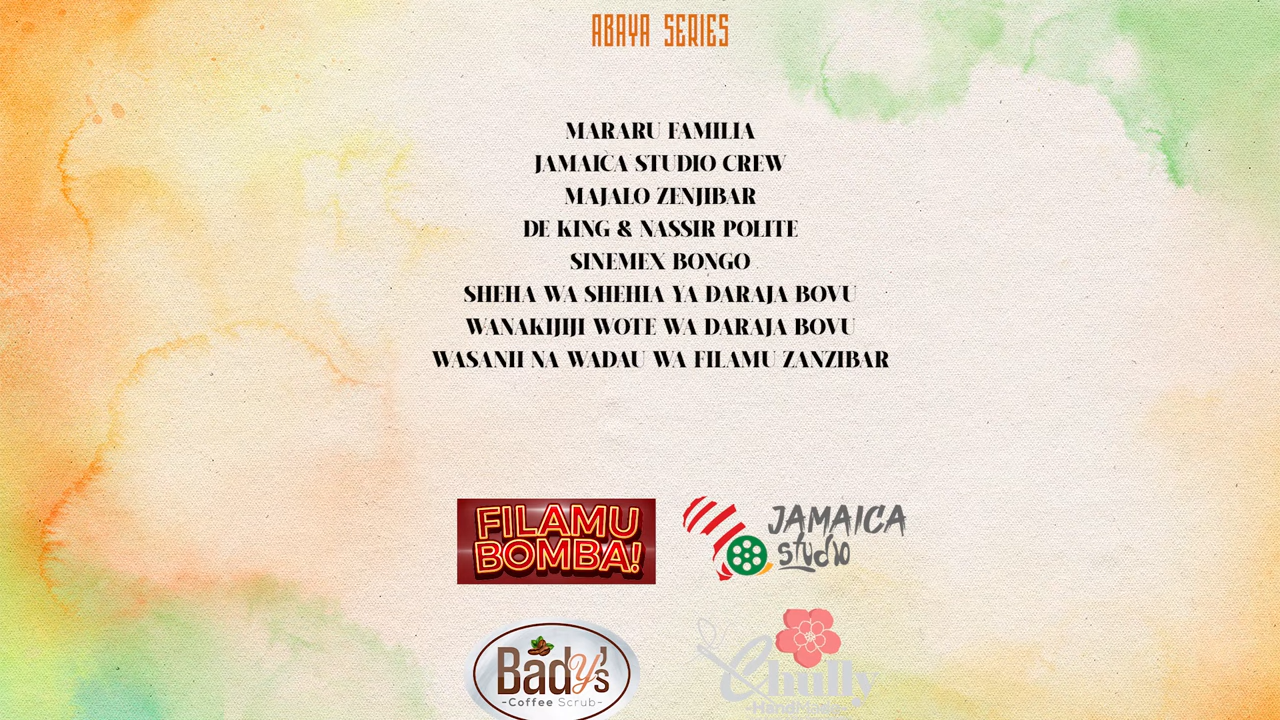 ABAYA SERIES
MARARU FAMILIA
JAMAICA STUDIO CREW
MAJALO ZENJIBAR
DE KING & NASSIR POLITE
SINEMEX BONGO
SHEHA WA SHEHIA YA DARAJA BOVU
WANAKIJIJI WOTE WA DARAJA BOVU
WASANII NA WADAU WA FILAMU ZANZIBAR
FILAMU
BOMBA!
JAMAICA
studio
Bady's
-Coffee Scrub-
Chully
-HandMade-